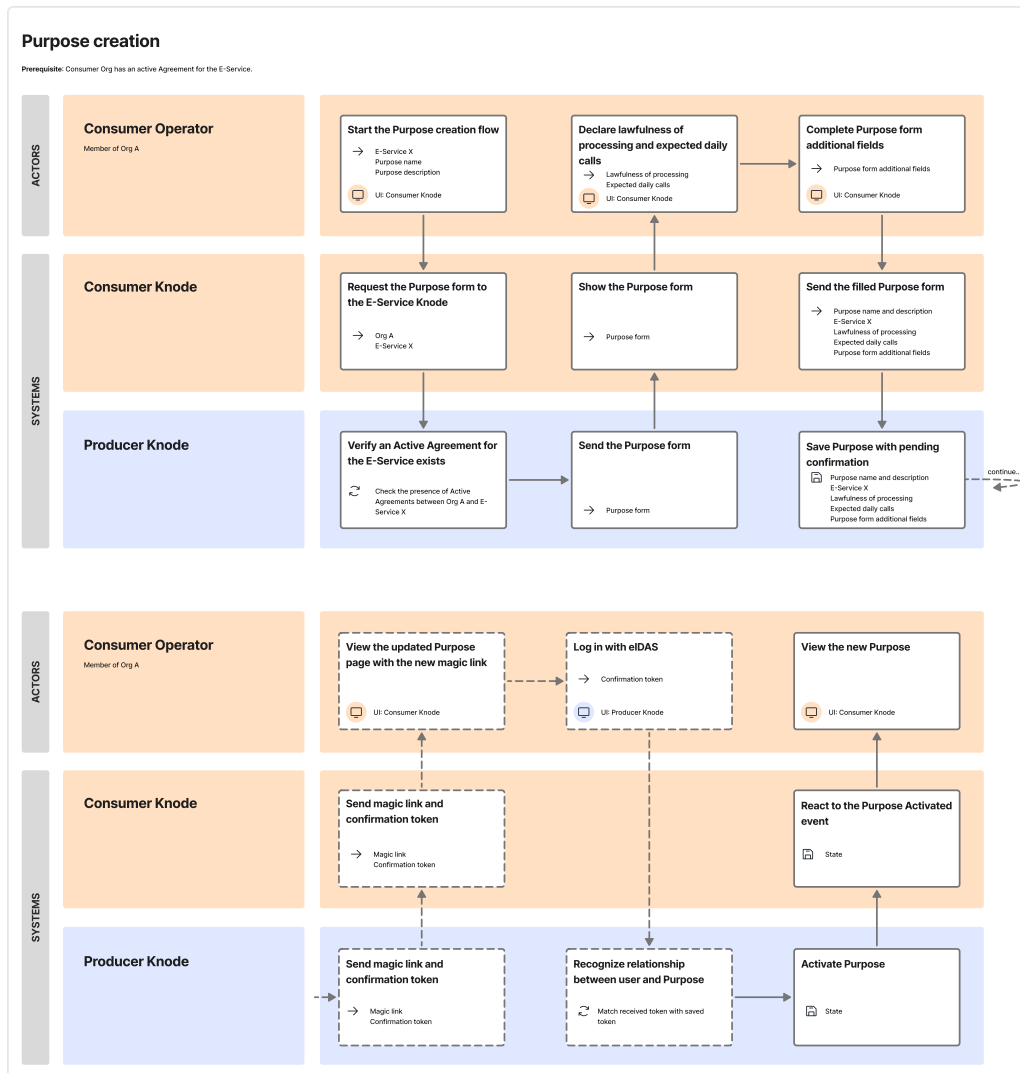 Purpose creation
Prerequisite: Consumer Org has an active Agreement for the E-Service.
ACTORS
Consumer Operator
Member of Org A
Start the Purpose creation flow
E-Service X
Purpose name
Purpose description
UI: Consumer Knode
Declare lawfulness of
processing and expected daily
calls
Lawfulness of processing
Expected daily calls
UI: Consumer Knode
Complete Purpose form
additional fields
Purpose form additional fields
UI: Consumer Knode
SYSTEMS
Consumer Knode
Request the Purpose form to
the E-Service Knode
Org A
E-Service X
Show the Purpose form
Purpose form
Send the filled Purpose form
Purpose name and description
E-Service X
Lawfulness of processing
Expected daily calls
Purpose form additional fields
Producer Knode
Verify an Active Agreement for
the E-Service exists
Check the presence of Active
Agreements between Org A and E-
Service X
Send the Purpose form
Purpose form
Save Purpose with pending
confirmation
Purpose name and description
E-Service X
Lawfulness of processing
Expected daily calls
Purpose form additional fields
continue..
ACTORS
Consumer Operator
Member of Org A
View the updated Purpose
page with the new magic link
UI: Consumer Knode
Log in with eIDAS
Confirmation token
UI: Producer Knode
View the new Purpose
UI: Consumer Knode
SYSTEMS
Consumer Knode
Send magic link and
confirmation token
Magic link
Confirmation token
React to the Purpose Activated
event
State
Producer Knode
Send magic link and
confirmation token
Magic link
Confirmation token
Recognize relationship
between user and Purpose
Match received token with saved
token
Activate Purpose
State